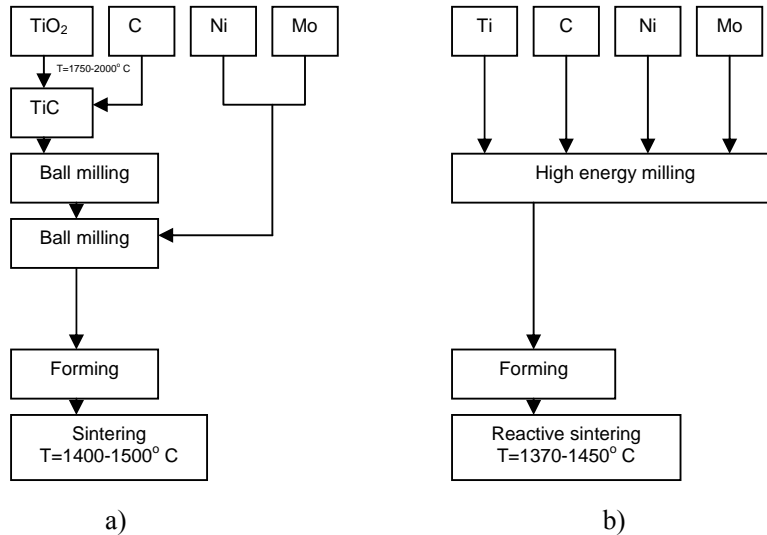 TiO₂ C Ni Mo
T=1750-2000° C
TiC
Ball milling
Ball milling
Forming
Sintering
T=1400-1500° C
a)
Ti C Ni Mo
High energy milling
Forming
Reactive sintering
T=1370-1450° C
b)